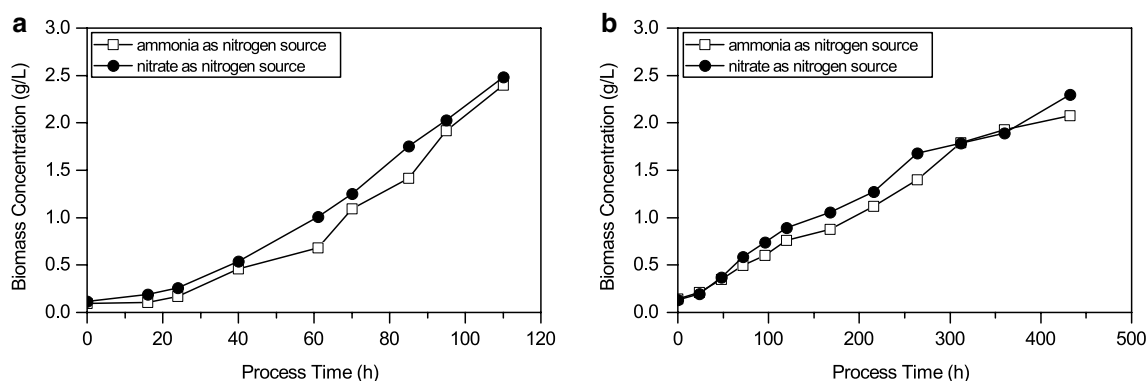 a
3.0
2.5
2.0
1.5
1.0
0.5
0.0
Biomass Concentration (g/L)
ammonia as nitrogen source
nitrate as nitrogen source
0 20 40 60 80 100 120
Process Time (h)
b
3.0
2.5
2.0
1.5
1.0
0.5
0.0
Biomass Concentration (g/L)
ammonia as nitrogen source
nitrate as nitrogen source
0 100 200 300 400 500
Process Time (h)